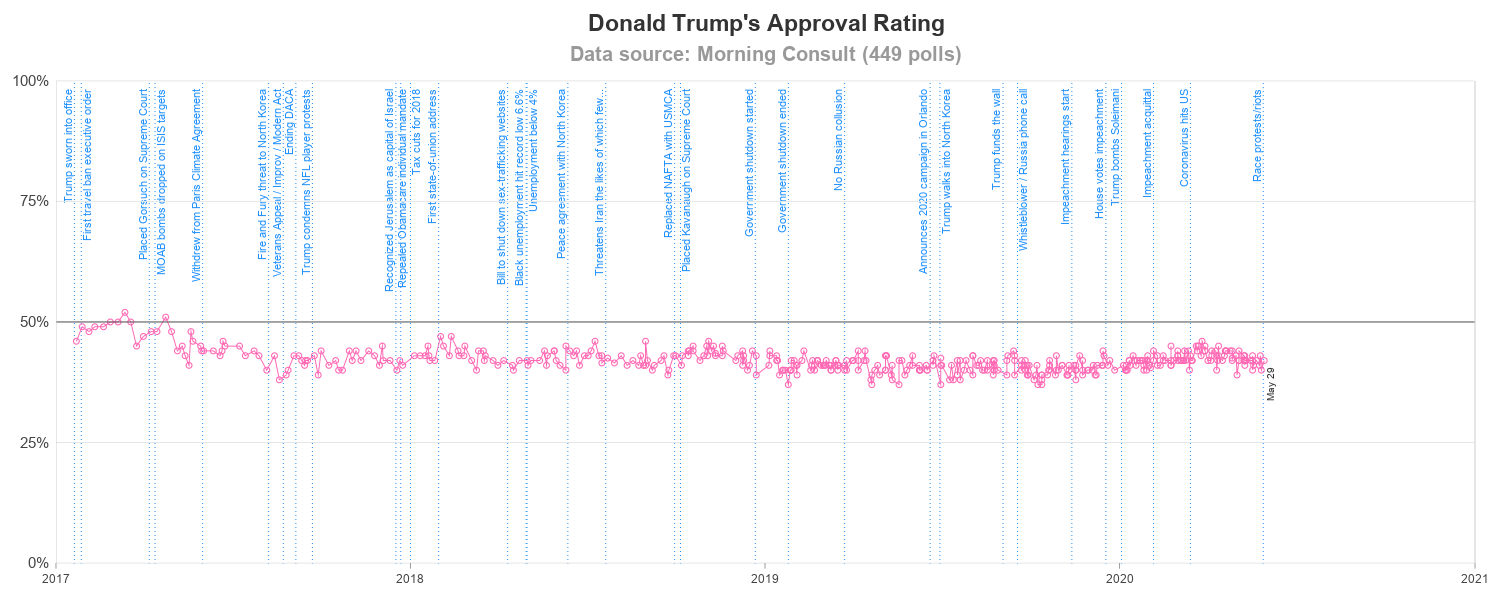 Donald Trump's Approval Rating
Data source: Morning Consult (449 polls)
100%
75%
50%
25%
0%
Trump sworn into office
First travel ban executive order
Placed Gorsuch on Supreme Court
MOAB bombs dropped on ISIS targets
Withdrew from Paris Climate Agreement
Fire and Fury threat to North Korea
Veterans Appeal / Improv / Modern Act
Ending DACA
Trump condemns NFL player protests
Recognized Jerusalem as capital of Israel
Repealed Obamacare individual mandate
Tax cuts for 2018
First state-of-union address
Bill to shut down sex-trafficking websites
Black unemployment hit record low 6.6%
Unemployment below 4%
Peace agreement with North Korea
Threatens Iran the likes of which few...
Replaced NAFTA with USMCA
Placed Kavanaugh on Supreme Court
Government shutdown started
Government shutdown ended
No Russian collusion
Announces 2020 campaign in Orlando
Trump walks into North Korea
Trump funds the wall
Whistleblower / Russia phone call
Impeachment hearings start
House votes impeachment
Trump bombs Soleimani
Impeachment acquittal
Coronavirus hits US
Race protests/riots
May 29
2017
2018
2019
2020
2021